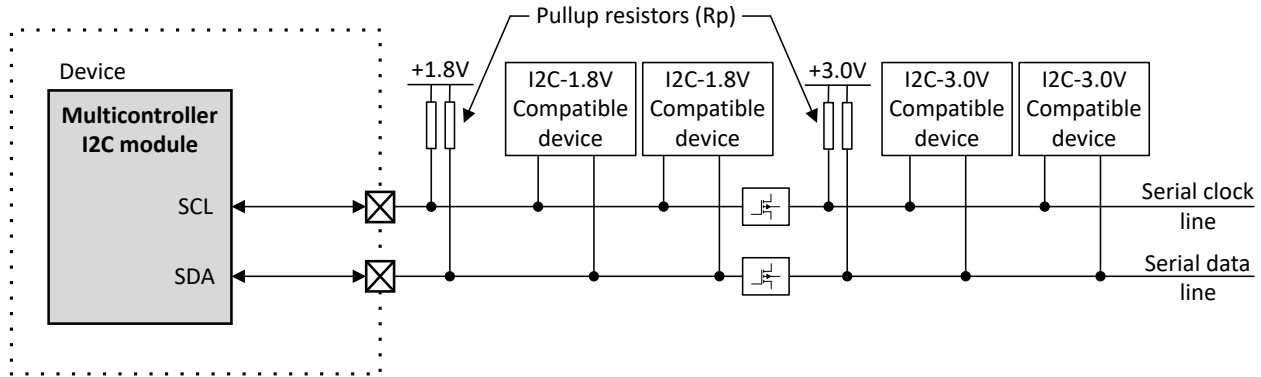 Pullup resistors (Rp)
Device
Multicontroller
I2C module
SCL
SDA
+1.8V
I2C-1.8V
Compatible
device
I2C-1.8V
Compatible
device
+3.0V
I2C-3.0V
Compatible
device
I2C-3.0V
Compatible
device
Serial clock
line
Serial data
line